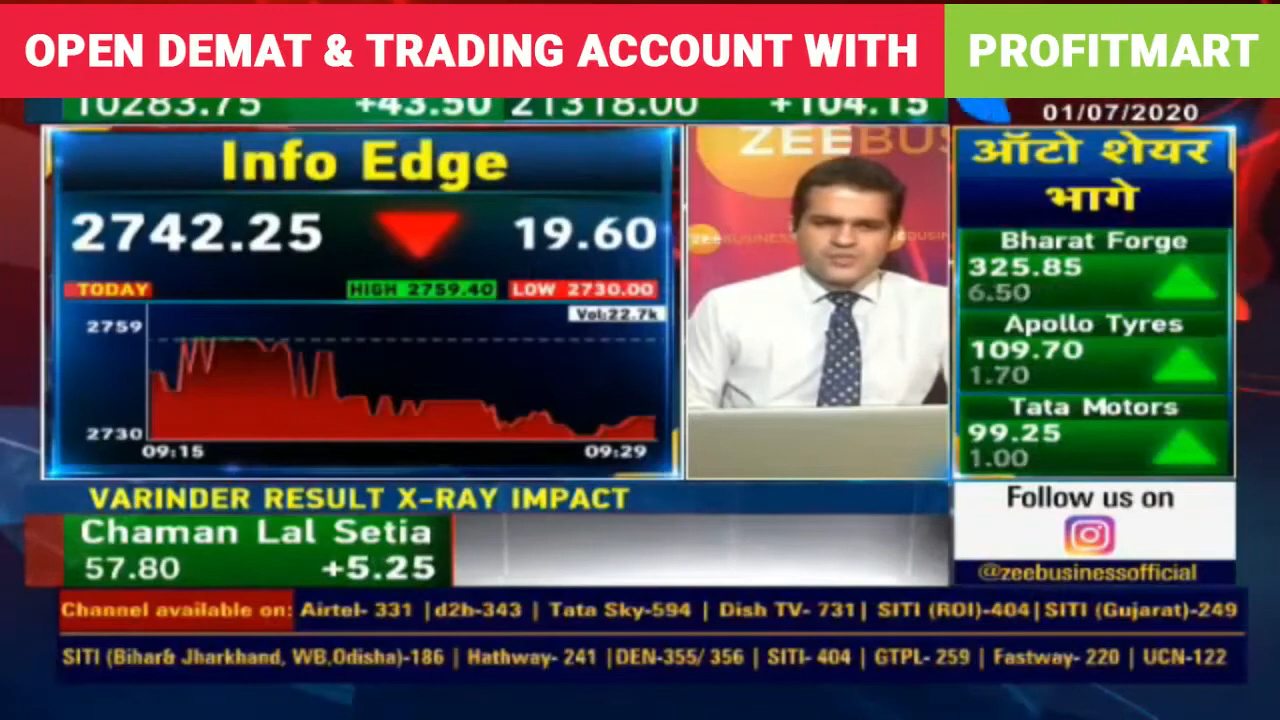 OPEN DEMAT & TRADING ACCOUNT WITH PROFITMART
10283.75 +43.50 21318.00 +104.15
01/07/2020
Info Edge
2742.25 19.60
TODAY HIGH 2759.40 LOW 2730.00
Vol:22.7k
2759
2730
09:15 09:29
ZEEBUS
ZEEBUSINESS
BUSIN
ऑटो शेयर
भागे
Bharat Forge
325.85
6.50
Apollo Tyres
109.70
1.70
Tata Motors
99.25
1.00
VARINDER RESULT X-RAY IMPACT
Chaman Lal Setia
57.80 +5.25
Follow us on
@zeebusinessofficial
Channel available on: Airtel- 331 |d2h-343 | Tata Sky-594 | Dish TV- 731| SITI (ROI)-404|SITI (Gujarat)-249
SITI (Bihar& Jharkhand, WB,Odisha)-186 | Hathway- 241 |DEN-355/ 356 | SITI- 404 | GTPL- 259 | Fastway- 220 | UCN-122